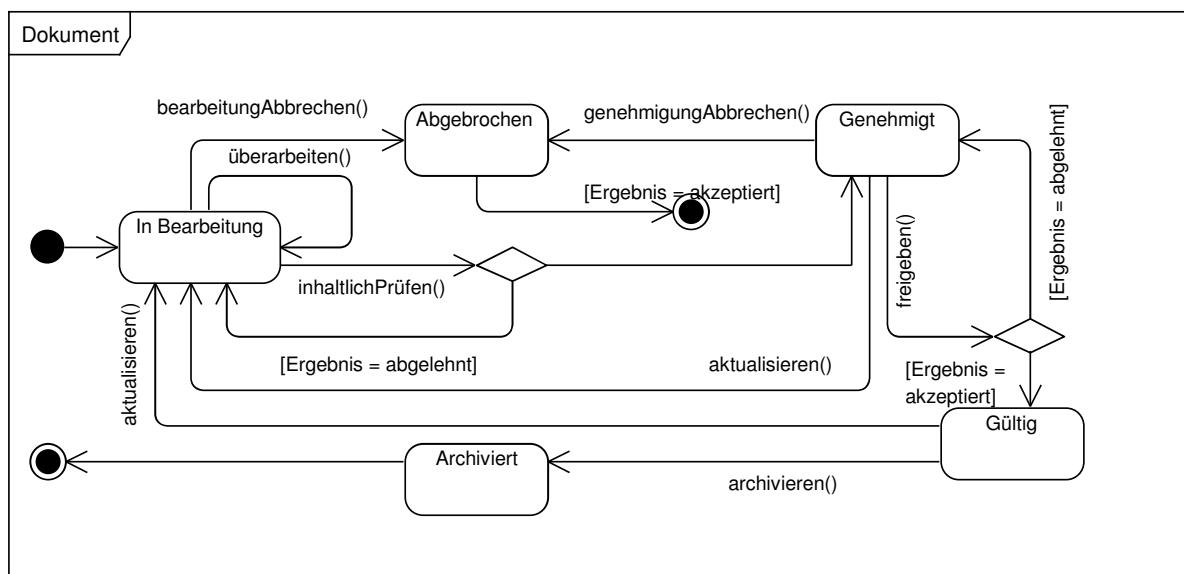 Dokument
bearbeitungAbbrechen()
Abgebrochen
genehmigungAbbrechen()
Genehmigt
überarbeiten()
[Ergebnis = akzeptiert]
[Ergebnis = abgelehnt]
In Bearbeitung
inhaltlichPrüfen()
freigeben()
aktualisieren()
[Ergebnis = abgelehnt]
aktualisieren()
[Ergebnis =
akzeptiert]
Gültig
Archiviert
archivieren()